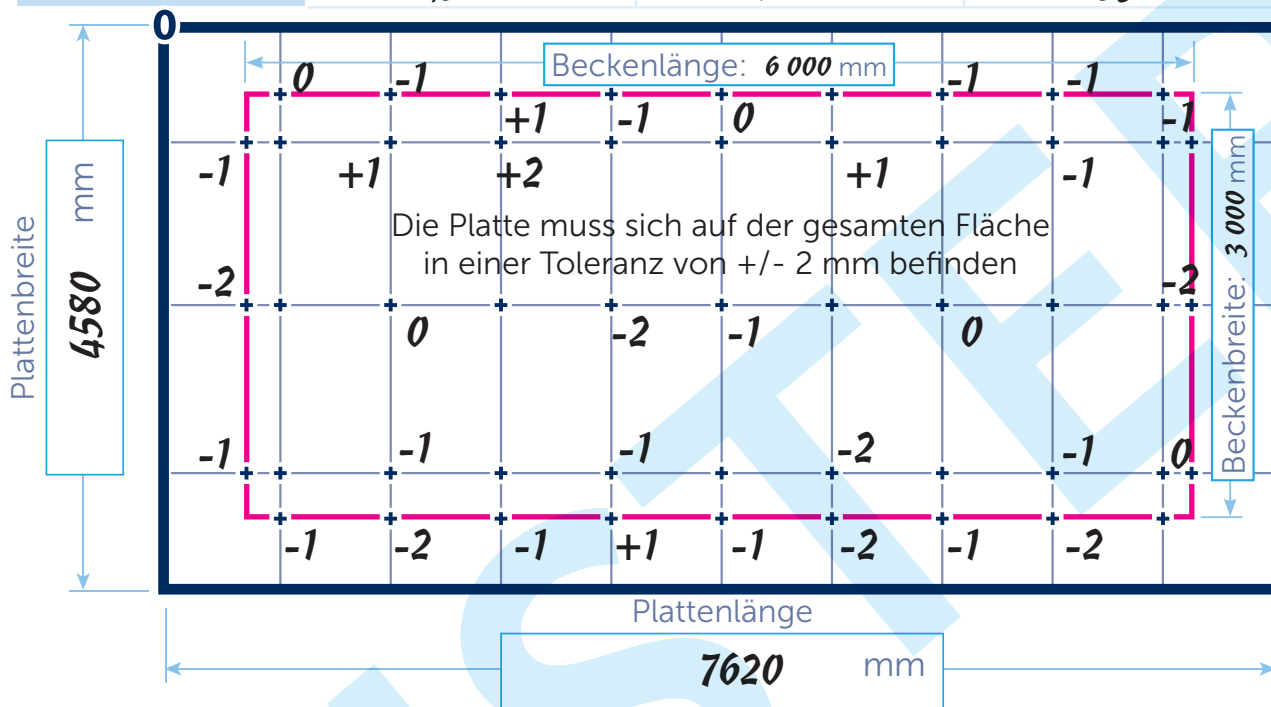 0
Beckenlänge: 6 000 mm
0 -1 -1 -1
+1 -1 0 -1
-1 +1 +2 +1 -1
Die Platte muss sich auf der gesamten Fläche
in einer Toleranz von +/- 2 mm befinden
-2 -2
0 -2 -1 0
-1 -1 -1 -2 -1 0
-1 -2 -1 +1 -1 -2 -1 -2
Plattenbreite
4580 mm
Beckenbreite: 3 000 mm
Plattenlänge
7620 mm